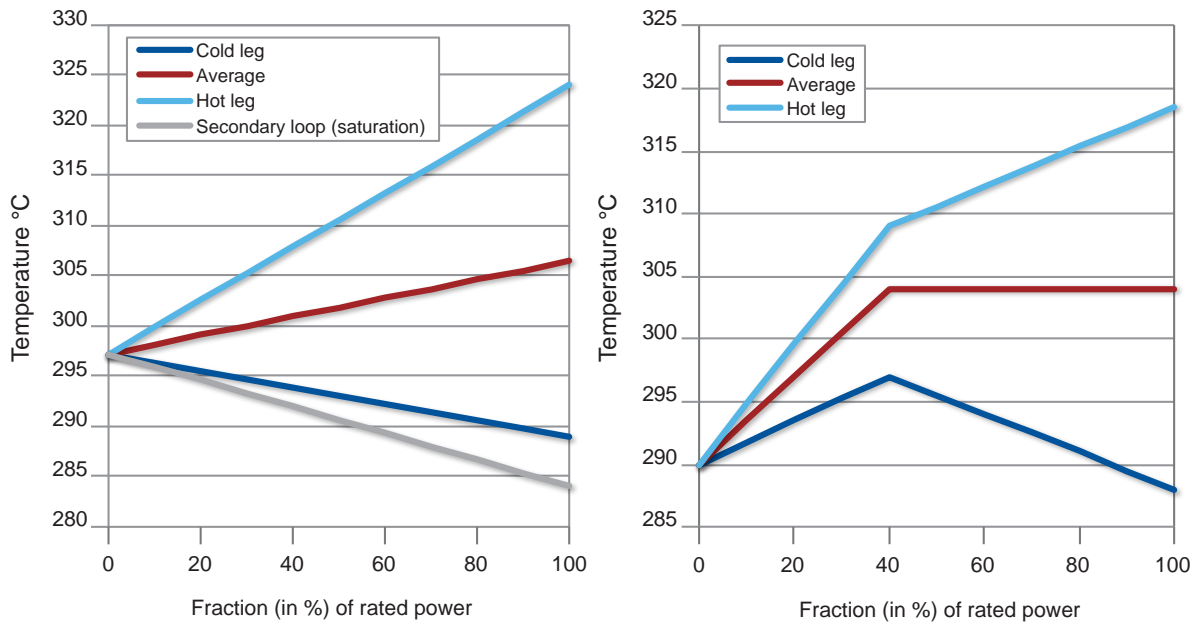 330
325
320
315
310
305
300
295
290
285
280
Temperature °C
Cold leg
Average
Hot leg
Secondary loop (saturation)
0 20 40 60 80 100
Fraction (in %) of rated power
325
320
315
310
304
300
295
290
285
Temperature °C
Cold leg
Average
Hot leg
0 20 40 60 80 100
Fraction (in %) of rated power